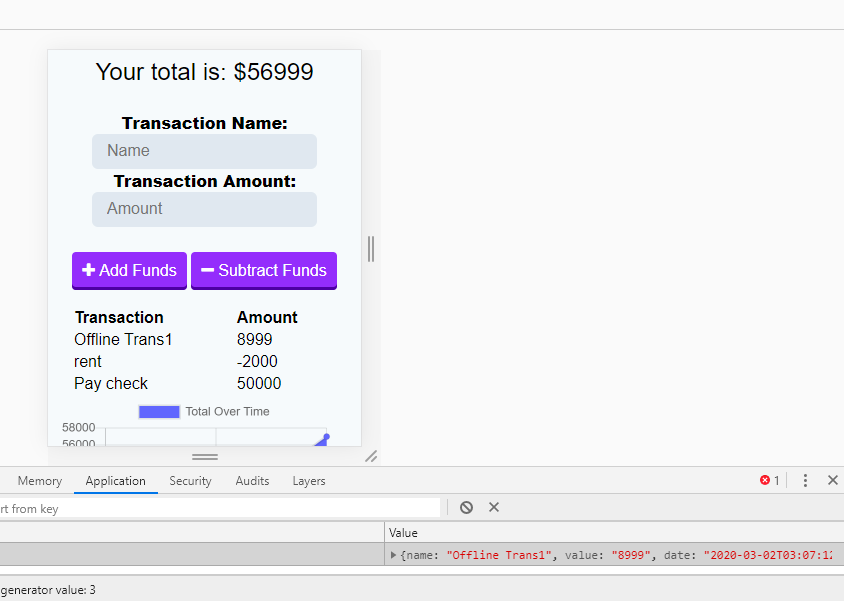 Your total is: $56999
Transaction Name:
Name
Transaction Amount:
Amount
Add Funds
Subtract Funds
Transaction Amount
Offline Trans1 8999
rent -2000
Pay check 50000
Total Over Time
58000
56000
Memory Application Security Audits Layers 1
rt from key
Value
{name: "Offline Trans1", value: "8999", date: "2020-03-02T03:07:12
generator value: 3